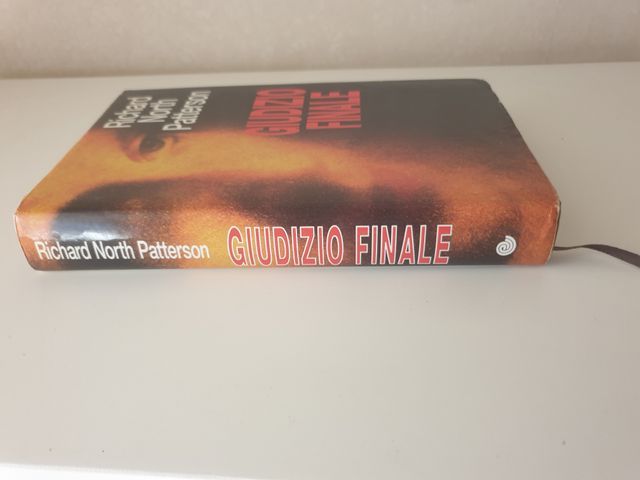 Richard
North
Patterson
GIUDIZIO
FINALE
Richard North Patterson GIUDIZIO FINALE